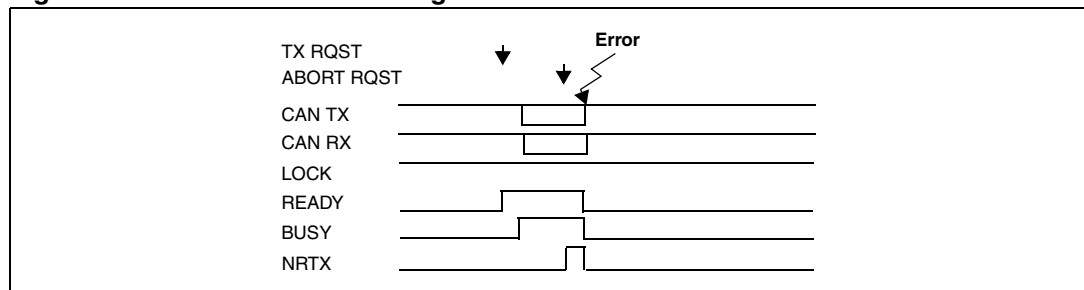 TX RQST
Error
ABORT RQST
CAN TX
CAN RX
LOCK
READY
BUSY
NRTX